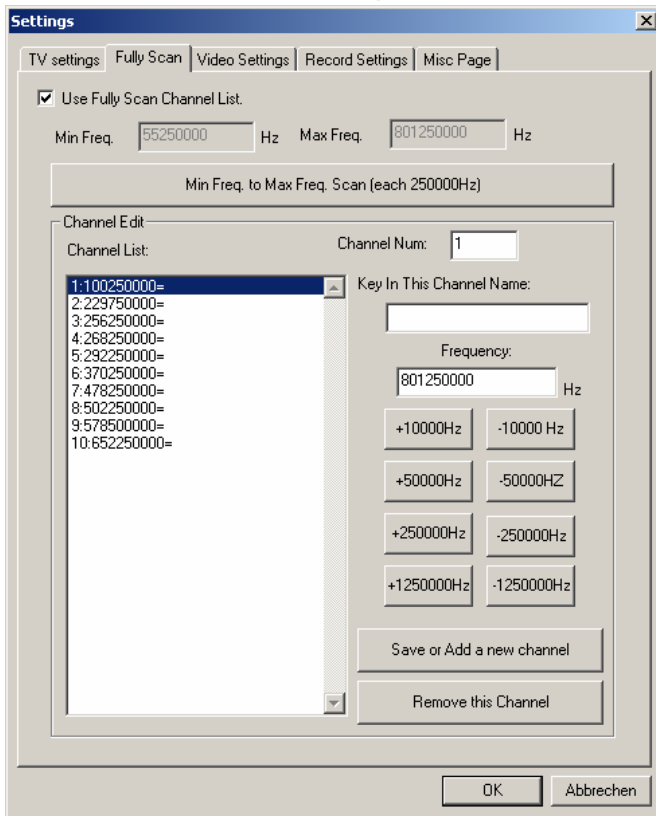 Settings
TV settings Fully Scan Video Settings Record Settings Misc Page
Use Fully Scan Channel List.
Min Freq. 55250000 Hz Max Freq. 801250000 Hz
Min Freq. to Max Freq. Scan (each 250000Hz)
Channel Edit
Channel List:
Channel Num: 1
1:100250000=
2:229750000=
3:256250000=
4:268250000=
5:292250000=
6:370250000=
7:478250000=
8:502250000=
9:578500000=
10:652250000=
Key In This Channel Name:
Frequency:
801250000 Hz
+10000Hz -10000 Hz
+50000Hz -50000HZ
+250000Hz -250000Hz
+1250000Hz -1250000Hz
Save or Add a new channel
Remove this Channel
OK Abbrechen